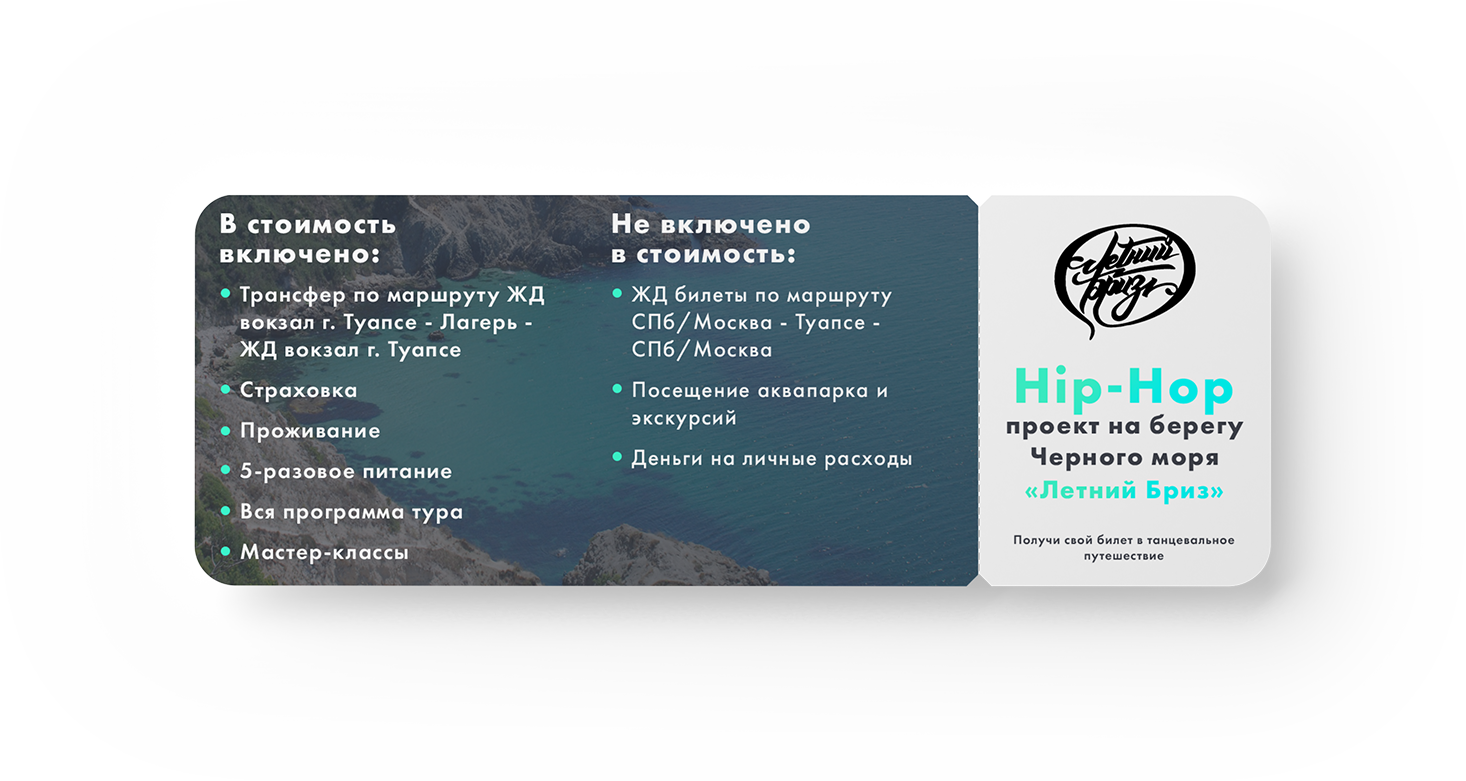 В стоимость
включено:
Трансфер по маршруту ЖД
вокзал г. Туапсе - Лагерь -
ЖД вокзал г. Туапсе
Страховка
Проживание
5-разовое питание
Вся программа тура
Мастер-классы
Не включено
в стоимость:
ЖД билеты по маршруту
СПб/Москва - Туапсе -
СПб/Москва
Посещение аквапарка и
экскурсий
Деньги на личные расходы
Летний
Бриз
Hip-Hop
проект на берегу
Черного моря
«Летний Бриз»
Получи свой билет в танцевальное
путешествие